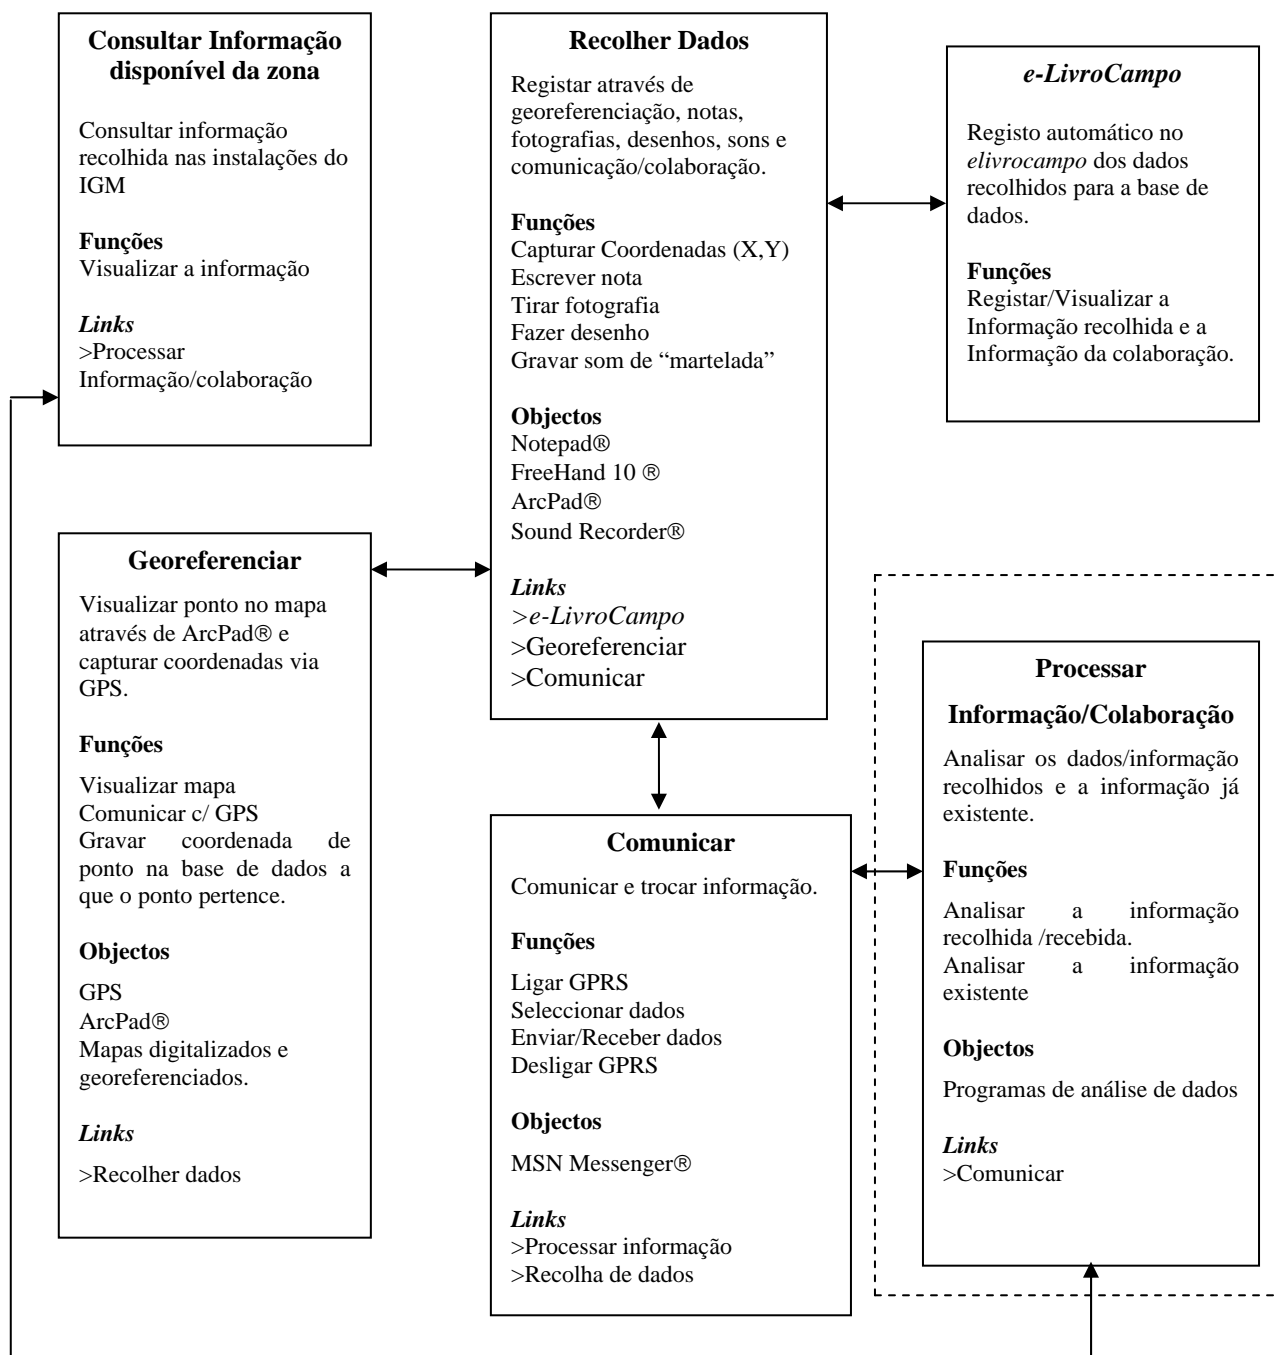 Consultar Informação
disponível da zona
Consultar informação
recolhida nas instalações do
IGM
Funções
Visualizar a informação
Links
>Processar
Informação/colaboração
Recolher Dados
Registar através de
georeferenciação, notas,
fotografias, desenhos, sons e
comunicação/colaboração.
Funções
Capturar Coordenadas (X,Y)
Escrever nota
Tirar fotografia
Fazer desenho
Gravar som de “martelada”
Objectos
Notepad®
FreeHand 10 ®
ArcPad®
Sound Recorder®
Links
>e-LivroCampo
>Georeferenciar
>Comunicar
e-LivroCampo
Registo automático no
elivrocampo dos dados
recolhidos para a base de
dados.
Funções
Registar/Visualizar a
Informação recolhida e a
Informação da colaboração.
Georeferenciar
Visualizar ponto no mapa
através de ArcPad® e
capturar coordenadas via
GPS.
Funções
Visualizar mapa
Comunicar c/ GPS
Gravar coordenada de
ponto na base de dados a
que o ponto pertence.
Objectos
GPS
ArcPad®
Mapas digitalizados e
georeferenciados.
Links
>Recolher dados
Comunicar
Comunicar e trocar informação.
Funções
Ligar GPRS
Seleccionar dados
Enviar/Receber dados
Desligar GPRS
Objectos
MSN Messenger®
Links
>Processar informação
>Recolha de dados
Processar
Informação/Colaboração
Analisar os dados/informação
recolhidos e a informação já
existente.
Funções
Analisar a informação
recolhida /recebida.
Analisar a informação
existente
Objectos
Programas de análise de dados
Links
>Comunicar